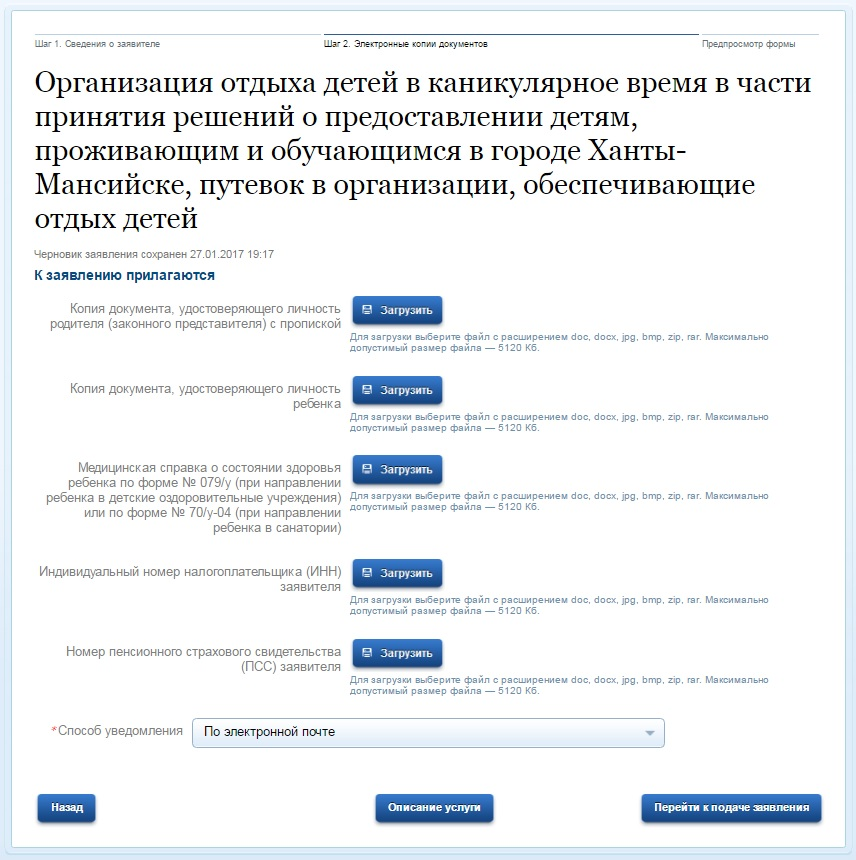 Шаг 1. Сведения о заявителе
Шаг 2. Электронные копии документов
Предпросмотр формы
Организация отдыха детей в каникулярное время в части
принятия решений о предоставлении детям,
проживающим и обучающимся в городе Ханты-
Мансийске, путевок в организации, обеспечивающие
отдых детей
Черновик заявления сохранен 27.01.2017 19:17
К заявлению прилагаются
Копия документа, удостоверяющего личность
родителя (законного представителя) с пропиской
Загрузить
Для загрузки выберите файл с расширением doc, docx, jpg, bmp, zip, rar. Максимально
допустимый размер файла — 5120 Кб.
Копия документа, удостоверяющего личность
ребенка
Загрузить
Для загрузки выберите файл с расширением doc, docx, jpg, bmp, zip, rar. Максимально
допустимый размер файла — 5120 Кб.
Медицинская справка о состоянии здоровья
ребенка по форме № 079/у (при направлении
ребенка в детские оздоровительные учреждения)
или по форме № 70/у-04 (при направлении
ребенка в санатории)
Загрузить
Для загрузки выберите файл с расширением doc, docx, jpg, bmp, zip, rar. Максимально
допустимый размер файла — 5120 Кб.
Индивидуальный номер налогоплательщика (ИНН)
заявителя
Загрузить
Для загрузки выберите файл с расширением doc, docx, jpg, bmp, zip, rar. Максимально
допустимый размер файла — 5120 Кб.
Номер пенсионного страхового свидетельства
(ПСС) заявителя
Загрузить
Для загрузки выберите файл с расширением doc, docx, jpg, bmp, zip, rar. Максимально
допустимый размер файла — 5120 Кб.
*Способ уведомления
По электронной почте
Назад
Описание услуги
Перейти к подаче заявления